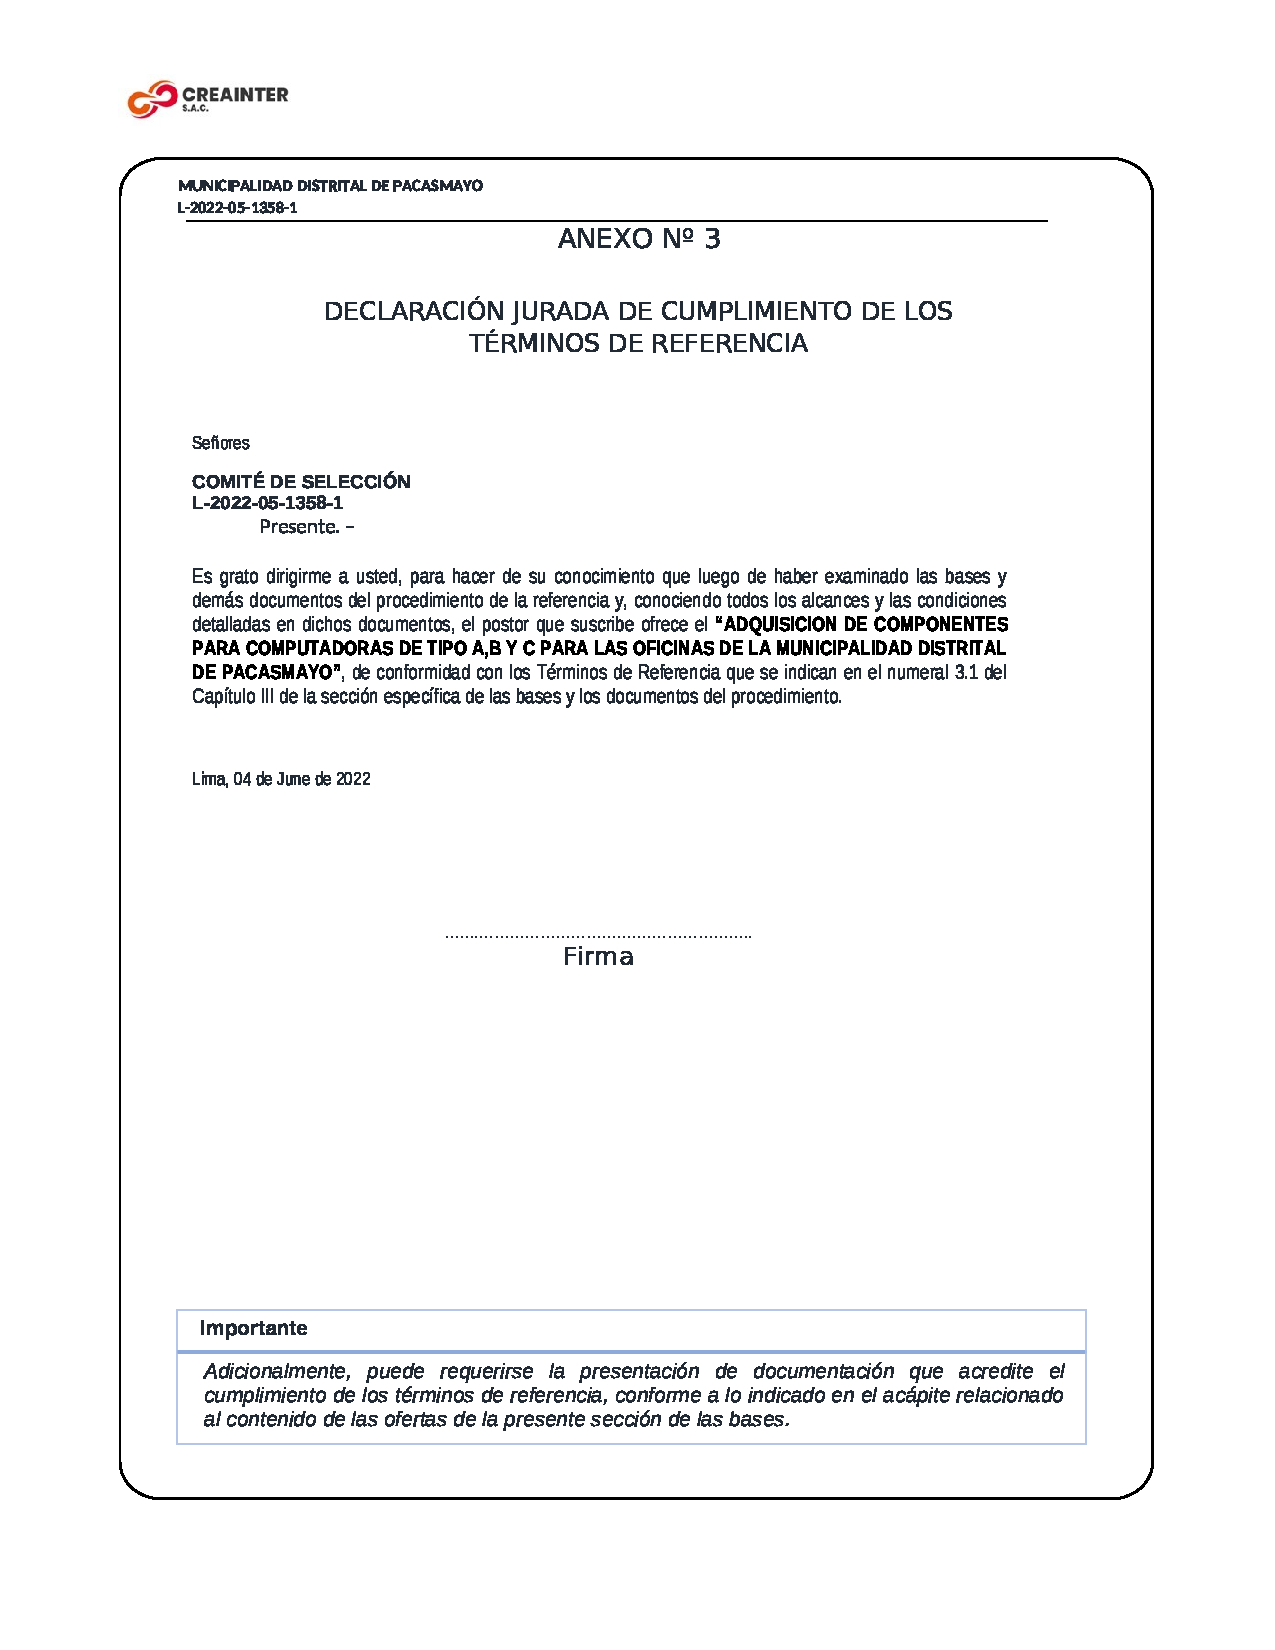 CREAINTER
S.A.C.
MUNICIPALIDAD DISTRITAL DE PACASMAYO
L-2022-05-1358-1
ANEXO Nº 3
DECLARACIÓN JURADA DE CUMPLIMIENTO DE LOS
TÉRMINOS DE REFERENCIA
Señores
COMITÉ DE SELECCIÓN
L-2022-05-1358-1
Presente. –
Es grato dirigirme a usted, para hacer de su conocimiento que luego de haber examinado las bases y
demás documentos del procedimiento de la referencia y, conociendo todos los alcances y las condiciones
detalladas en dichos documentos, el postor que suscribe ofrece el “ADQUISICION DE COMPONENTES
PARA COMPUTADORAS DE TIPO A,B Y C PARA LAS OFICINAS DE LA MUNICIPALIDAD DISTRITAL
DE PACASMAYO”, de conformidad con los Términos de Referencia que se indican en el numeral 3.1 del
Capítulo III de la sección específica de las bases y los documentos del procedimiento.
Lima, 04 de June de 2022
..........................................................
Firma
Importante
Adicionalmente, puede requerirse la presentación de documentación que acredite el
cumplimiento de los términos de referencia, conforme a lo indicado en el acápite relacionado
al contenido de las ofertas de la presente sección de las bases.